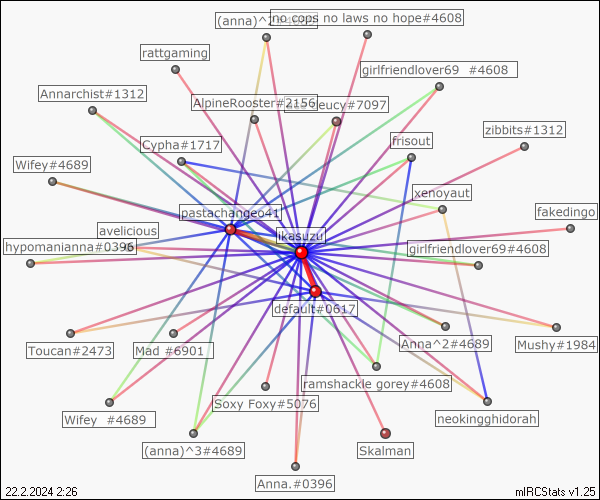 (anna)^2#4689
no cops no laws no hope#4608
rattgaming
girlfriendlover69  #4608
Annarchist#1312
AlpineRooster#2156
leucy#7097
Cypha#1717
frisout
zibbits#1312
Wifey#4689
xenoyaut
pastachangeo41
fakedingo
avelicious
ikasuzu
hypomanianna#0396
girlfriendlover69#4608
default#0617
Toucan#2473
Mad #6901
Anna^2#4689
Mushy#1984
ramshackle gorey#4608
Soxy Foxy#5076
Wifey  #4689
neokingghidorah
(anna)^3#4689
Skalman
Anna.#0396
22.2.2024 2:26
mIRCStats v1.25